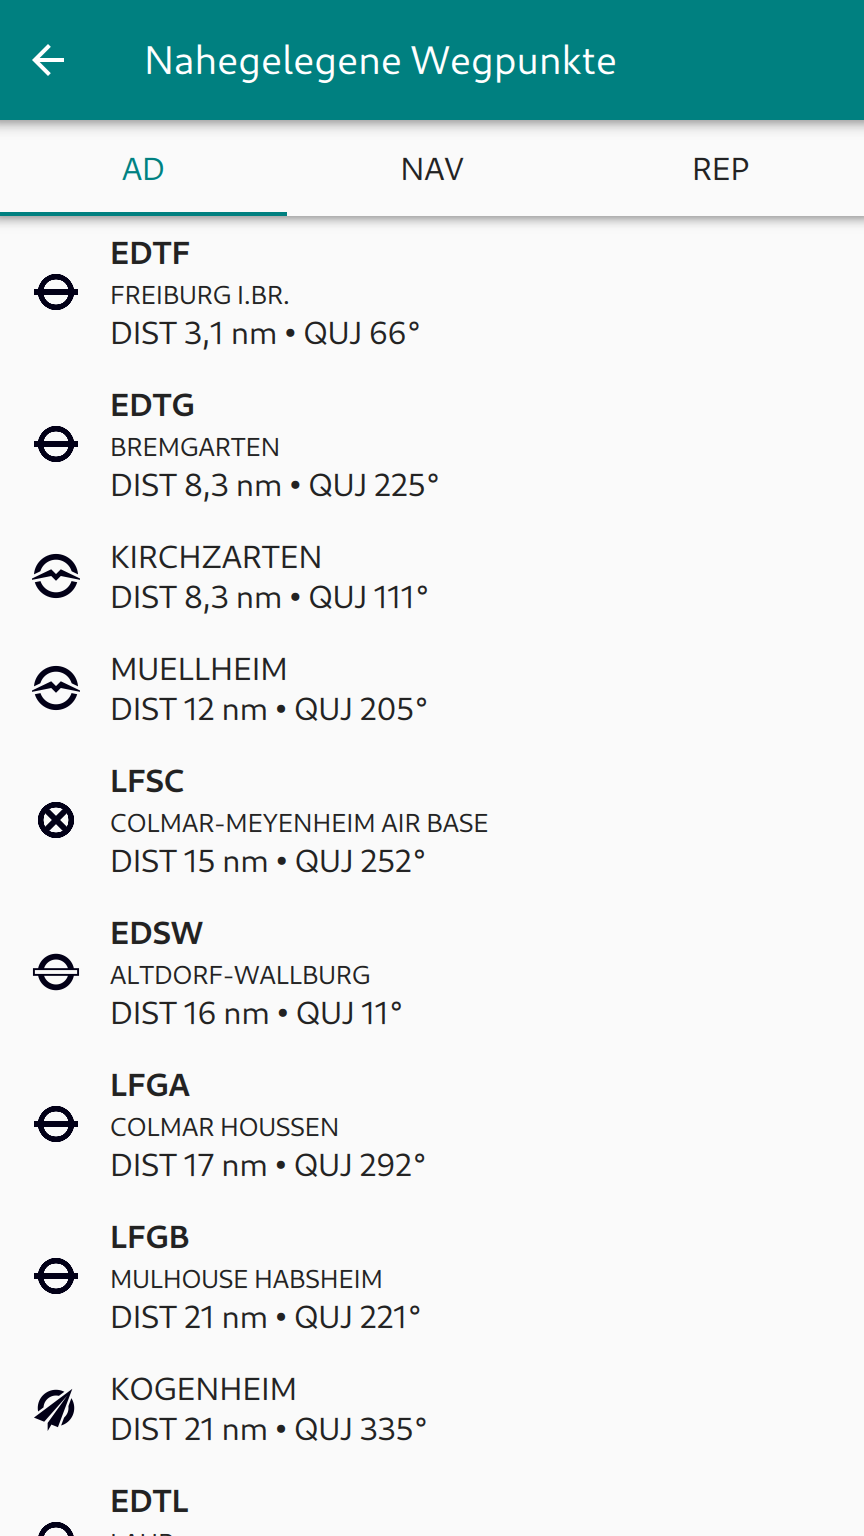 Nahegelegene Wegpunkte
AD NAV REP
EDTF
FREIBURG I.BR.
DIST 3,1 nm • QUJ 66°
EDTG
BREMGARTEN
DIST 8,3 nm • QUJ 225°
KIRCHZARTEN
DIST 8,3 nm • QUJ 111°
MUELLHEIM
DIST 12 nm • QUJ 205°
LFSC
COLMAR-MEYENHEIM AIR BASE
DIST 15 nm • QUJ 252°
EDSW
ALTDORF-WALLBURG
DIST 16 nm • QUJ 11°
LFGA
COLMAR HOUSSEN
DIST 17 nm • QUJ 292°
LFGB
MULHOUSE HABSHEIM
DIST 21 nm • QUJ 221°
KOGENHEIM
DIST 21 nm • QUJ 335°
EDTL